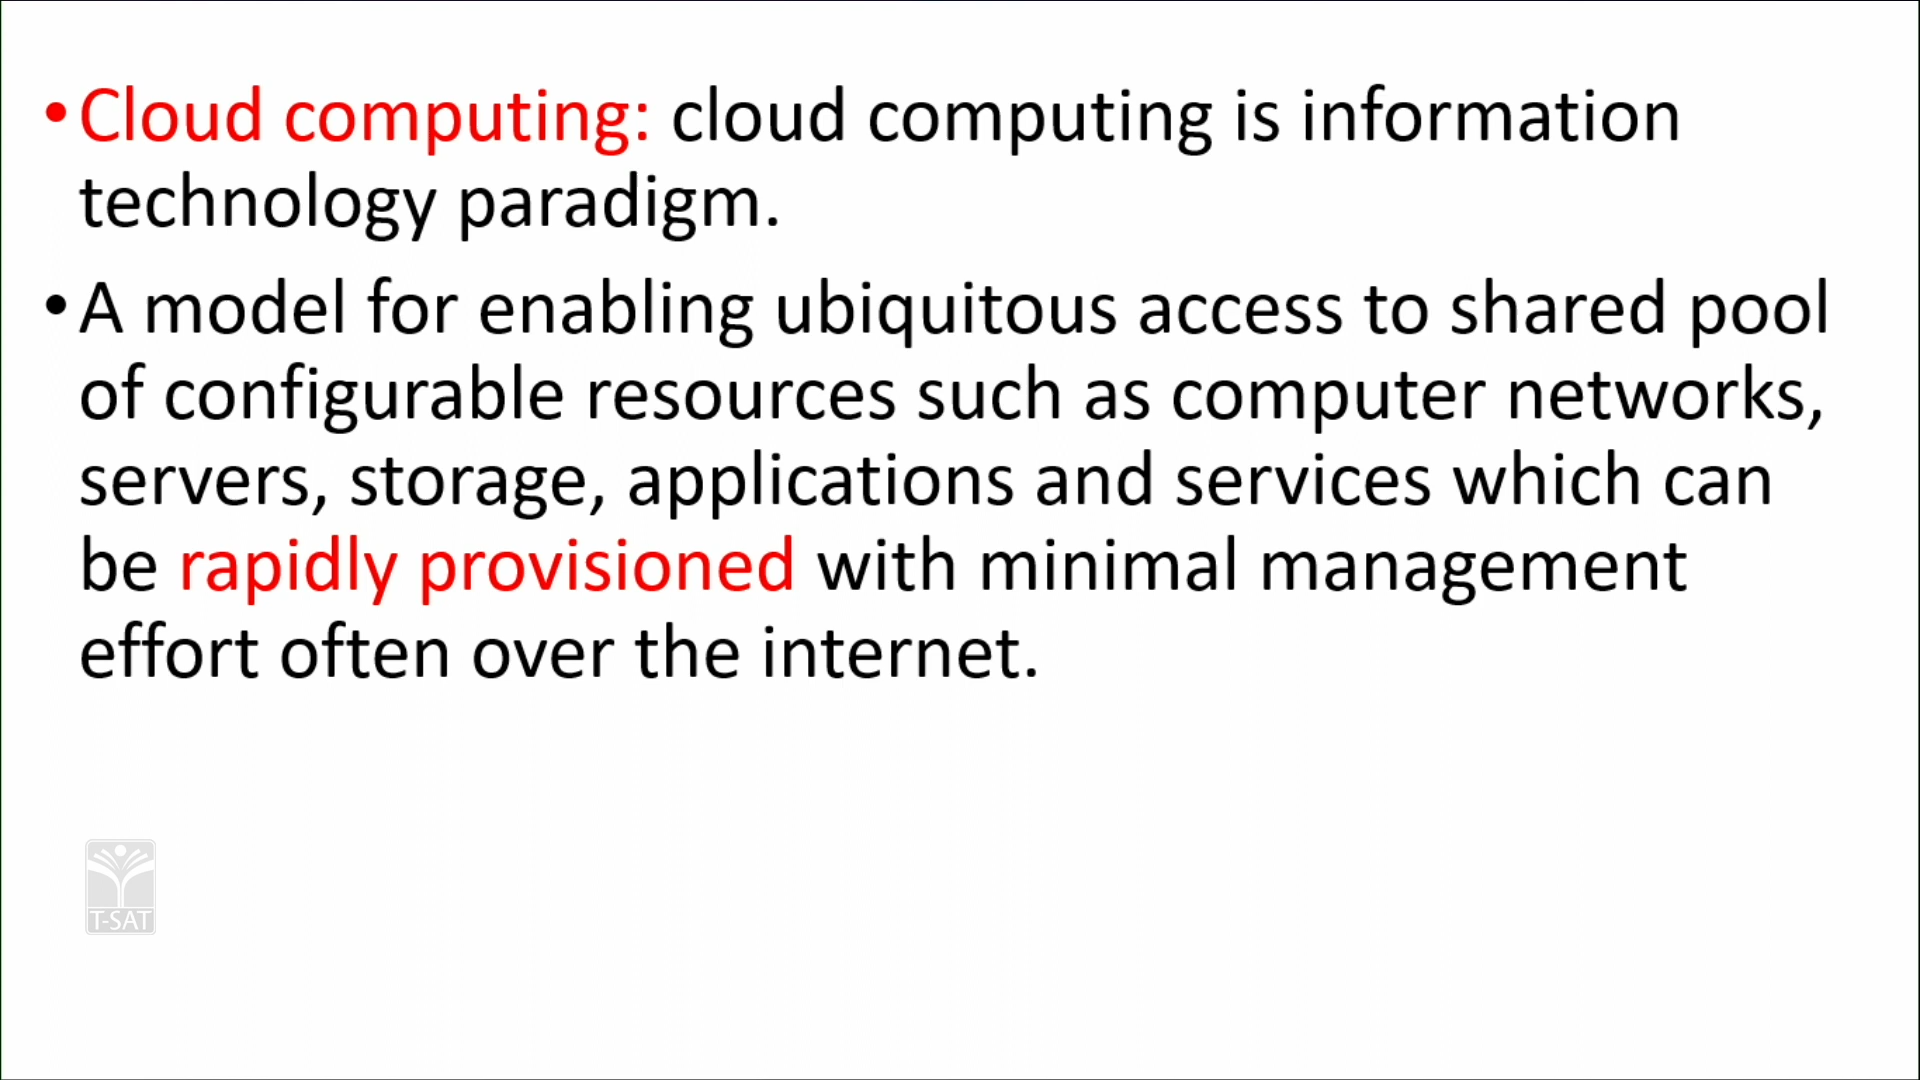 •Cloud computing: cloud computing is information
technology paradigm.
•A model for enabling ubiquitous access to shared pool
of configurable resources such as computer networks,
servers, storage, applications and services which can
be rapidly provisioned with minimal management
effort often over the internet.
T-SAT